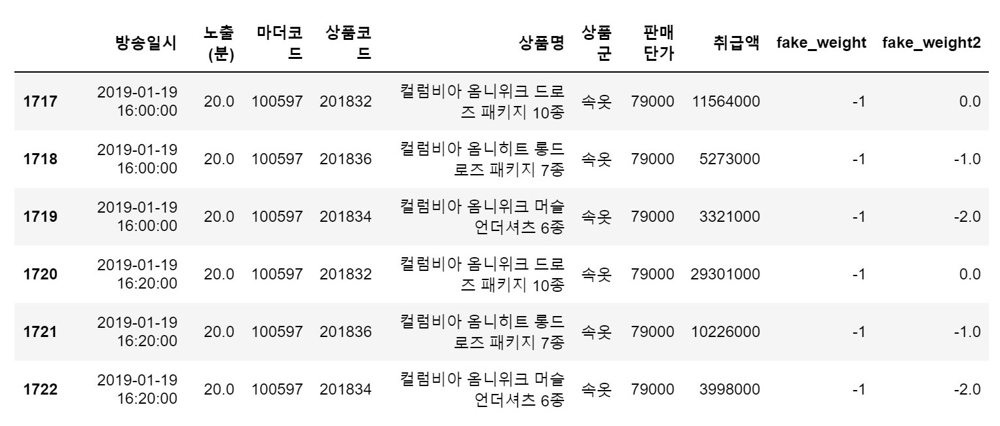 방송일시 노출(분) 마더코드 상품코드 상품명 상품군 판매단가 취급액 fake_weight fake_weight2
1717 2019-01-19 16:00:00 20.0 100597 201832 컬럼비아 옴니위크 드로즈 패키지 10종 속옷 79000 11564000 -1 0.0
1718 2019-01-19 16:00:00 20.0 100597 201836 컬럼비아 옴니히트 롱드로즈 패키지 7종 속옷 79000 5273000 -1 -1.0
1719 2019-01-19 16:00:00 20.0 100597 201834 컬럼비아 옴니위크 머슬 언더셔츠 6종 속옷 79000 3321000 -1 -2.0
1720 2019-01-19 16:20:00 20.0 100597 201832 컬럼비아 옴니위크 드로즈 패키지 10종 속옷 79000 29301000 -1 0.0
1721 2019-01-19 16:20:00 20.0 100597 201836 컬럼비아 옴니히트 롱드로즈 패키지 7종 속옷 79000 10226000 -1 -1.0
1722 2019-01-19 16:20:00 20.0 100597 201834 컬럼비아 옴니위크 머슬 언더셔츠 6종 속옷 79000 3998000 -1 -2.0